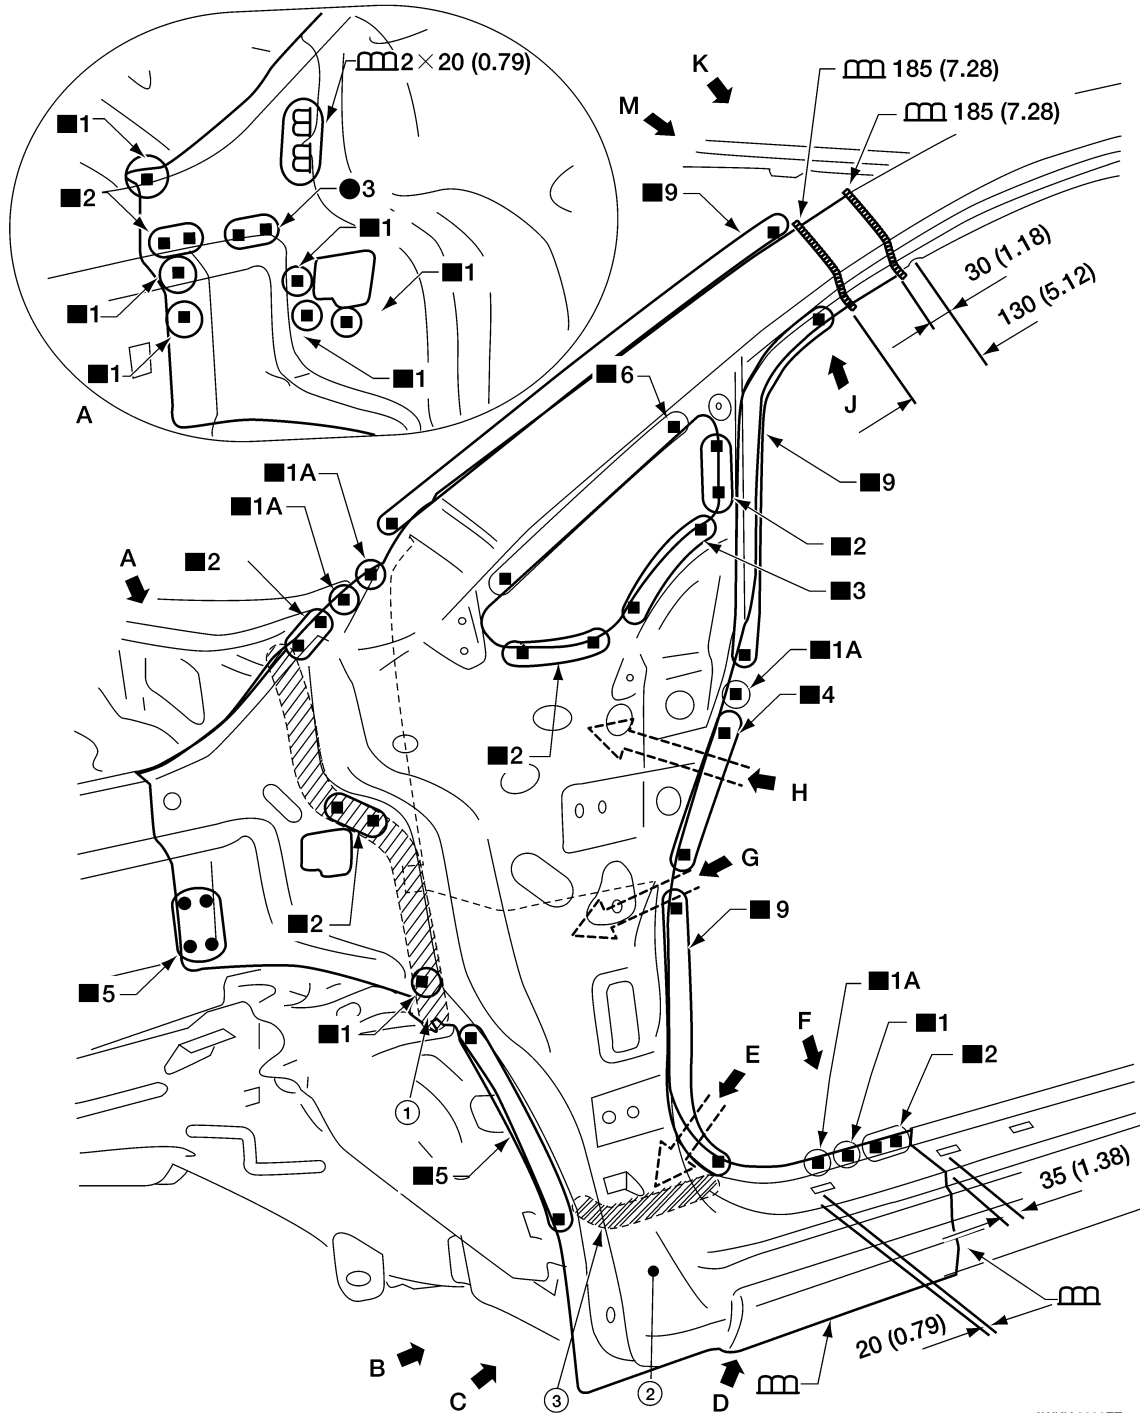 2×20 (0.79)
K
185 (7.28)
M
185 (7.28)
■1
■9
■2
●3
■1
30 (1.18)
■1
130 (5.12)
■1
■1
■1
■6
A
J
■1A
■9
■1A
■2
A
■2
■3
■1A
■4
■2
H
G
■9
■2
■1A
■5
F
■1
■1
E
■2
1
■5
35 (1.38)
20 (0.79)
B
C
3
2
D